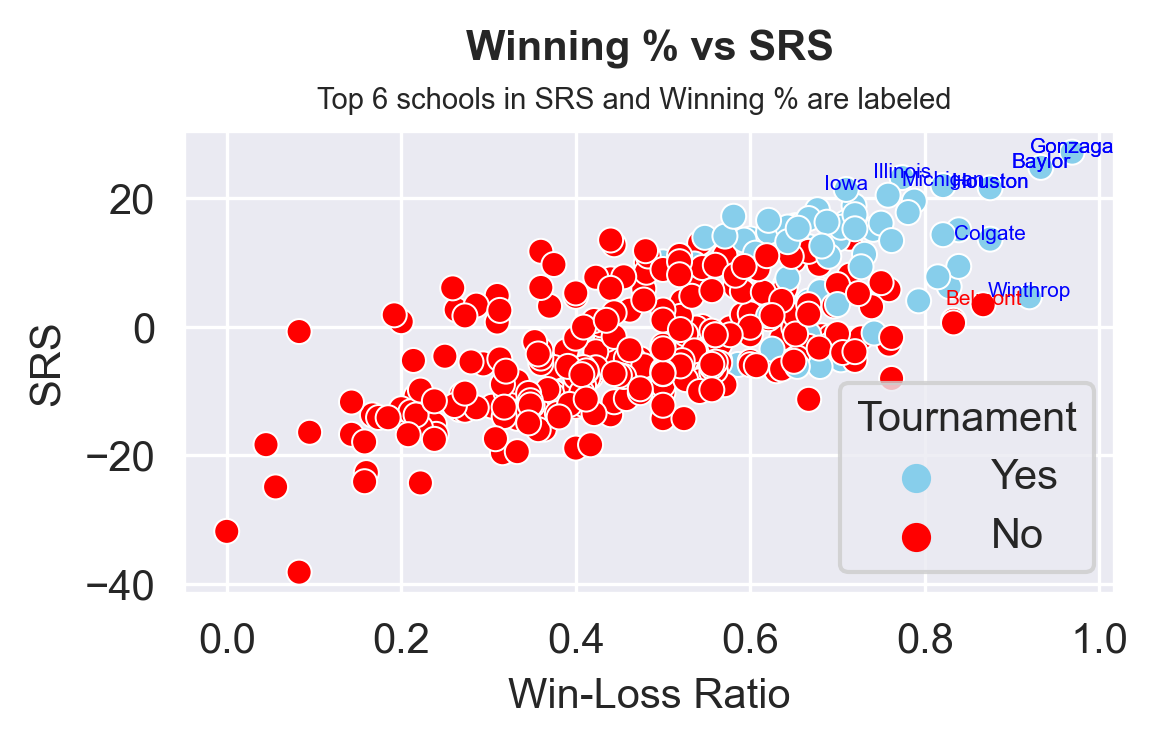 Winning % vs SRS
Top 6 schools in SRS and Winning % are labeled
Gonzaga
Baylor
Illinois
Iowa
Michigan
Houston
Colgate
Winthrop
Belmont
20
0
−20
−40
SRS
Tournament
Yes
No
0.0 0.2 0.4 0.6 0.8 1.0
Win-Loss Ratio